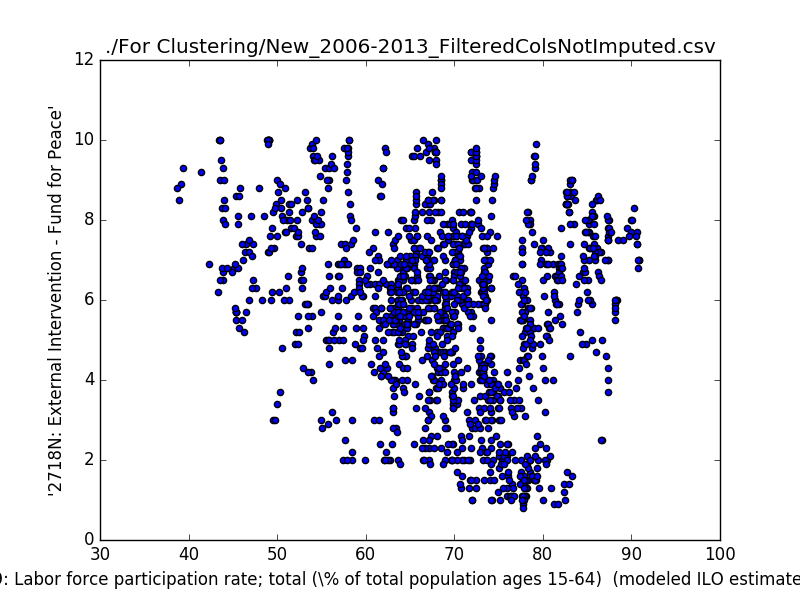 ./For Clustering/New_2006-2013_FilteredColsNotImputed.csv
'2718N: External Intervention - Fund for Peace'
12
10
8
6
4
2
0
30 40 50 60 70 80 90 100
: Labor force participation rate; total (\% of total population ages 15-64) (modeled ILO estimate